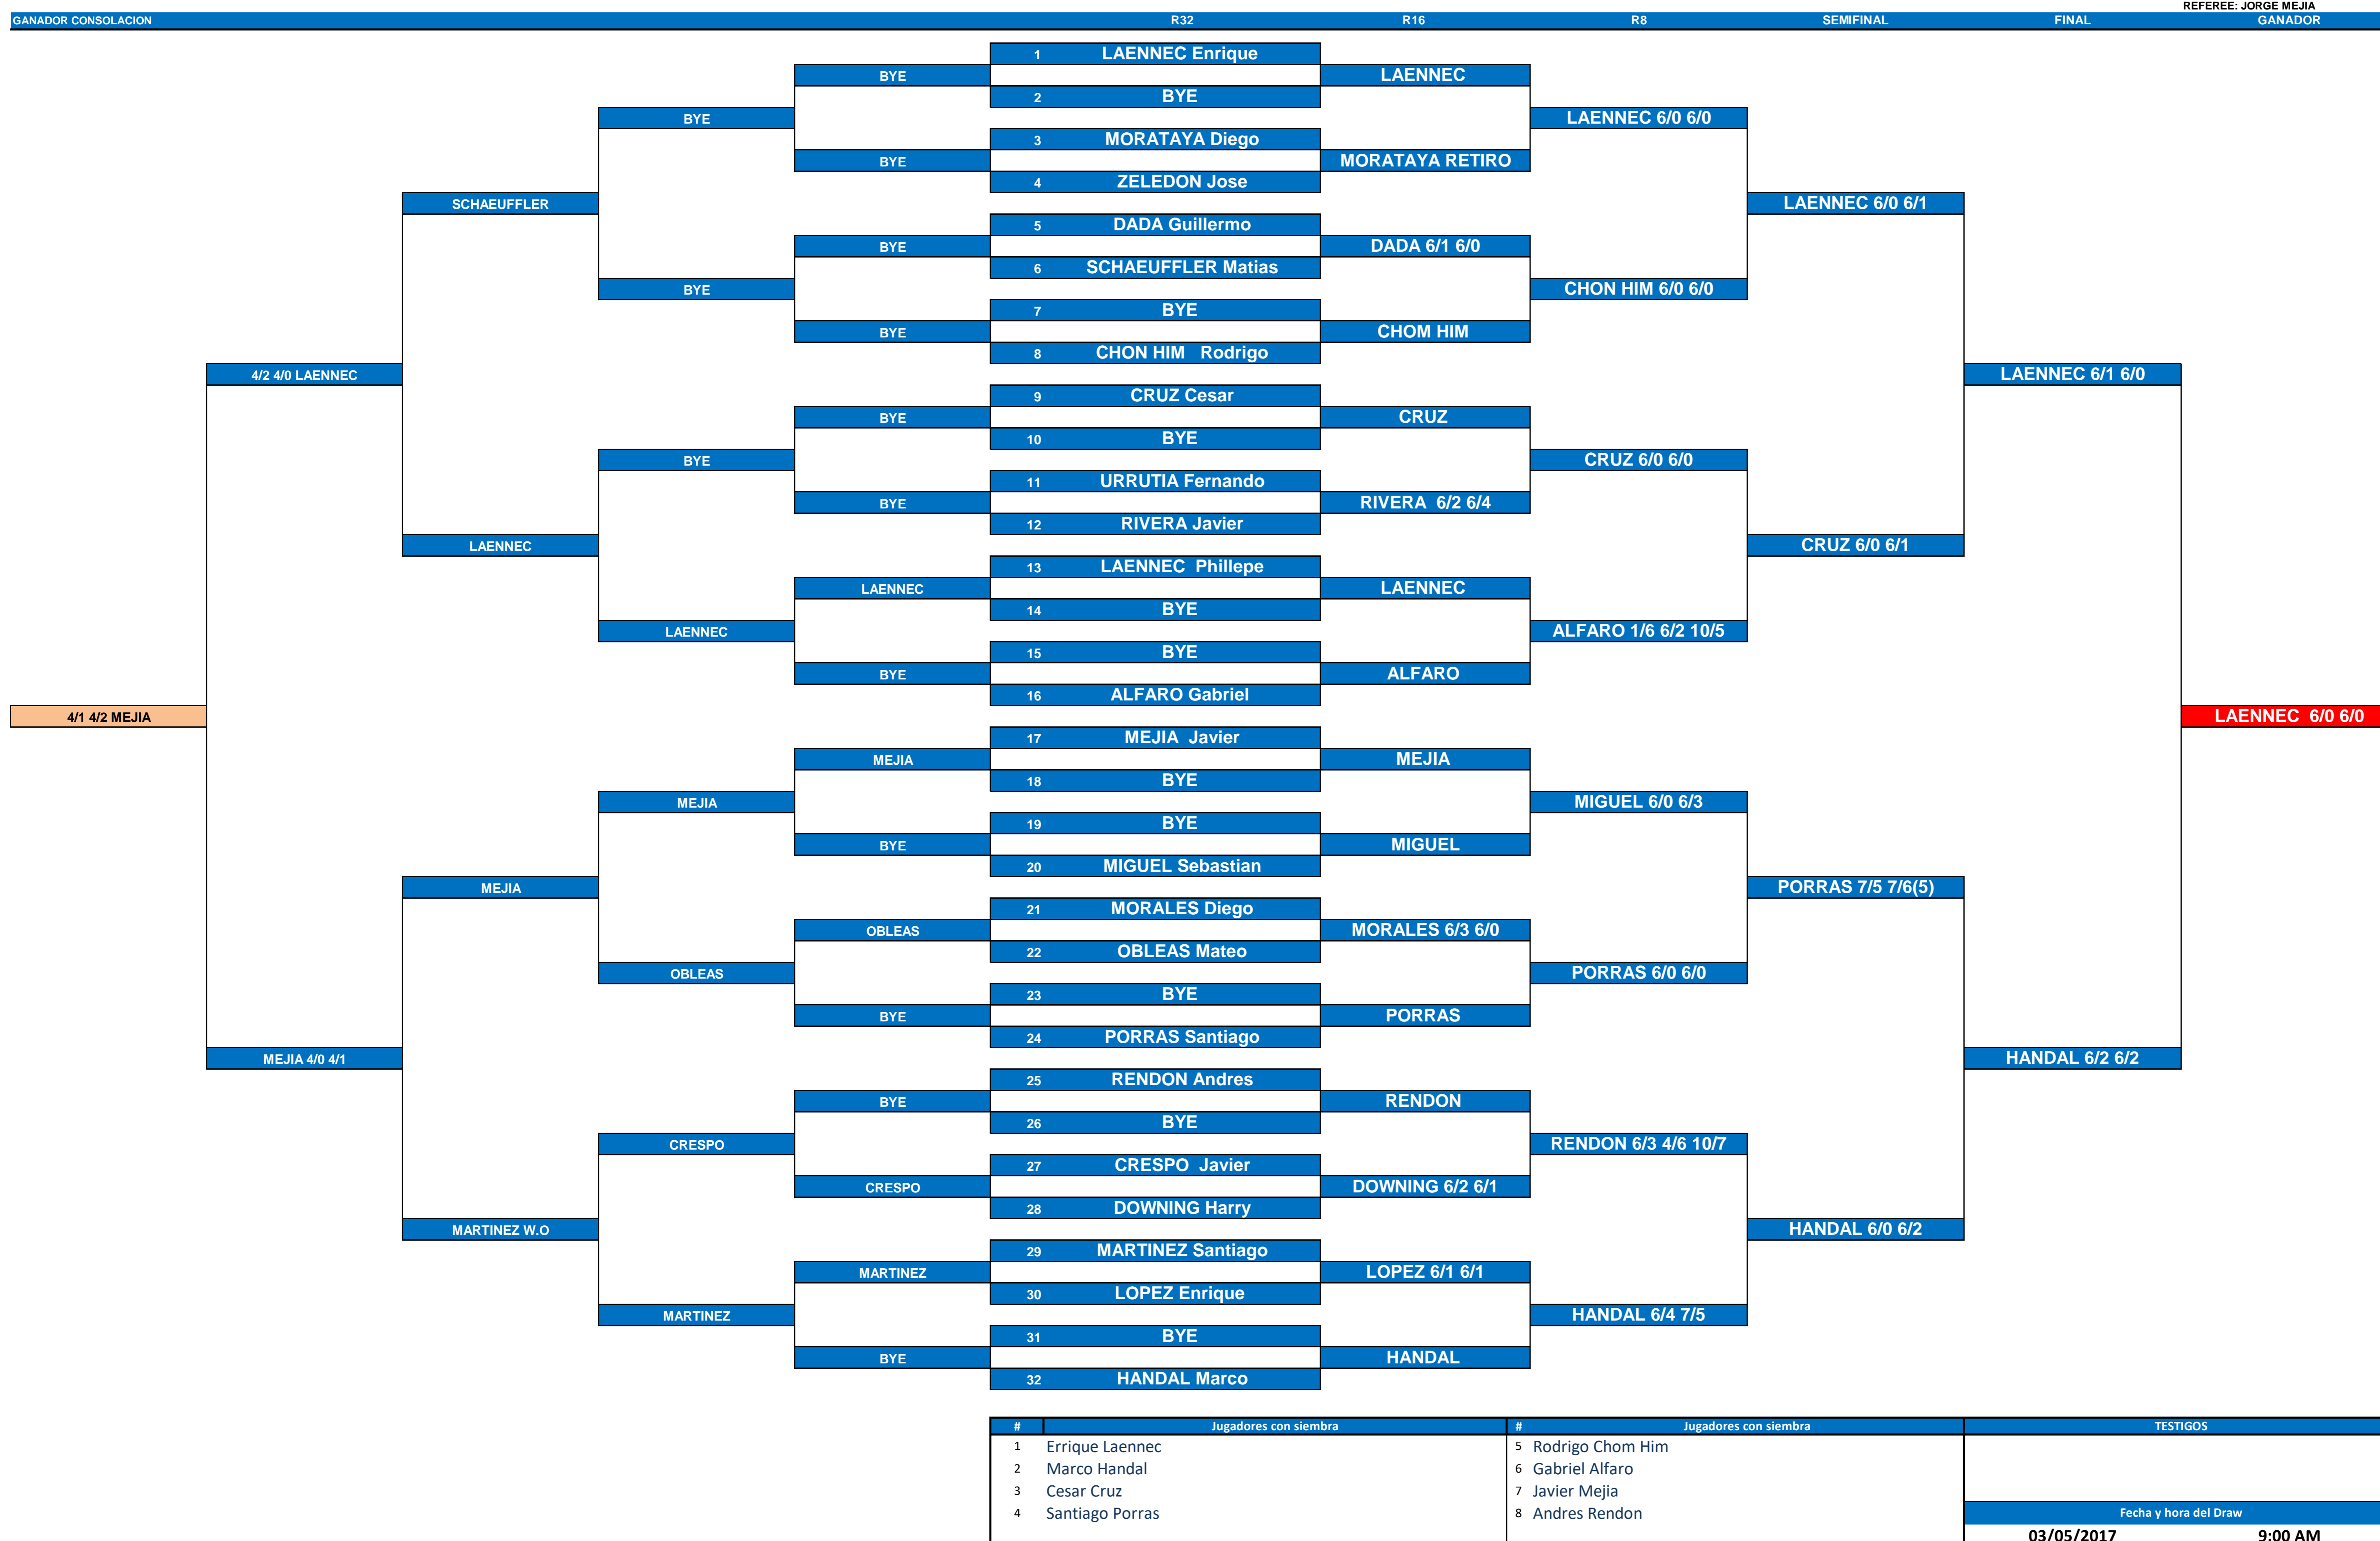 REFEREE: JORGE MEJIA
GANADOR CONSOLACION R32 R16 R8 SEMIFINAL FINAL GANADOR
1 LAENNEC Enrique
BYE LAENNEC
2 BYE
BYE LAENNEC 6/0 6/0
3 MORATAYA Diego
BYE MORATAYA RETIRO
4 ZELEDON Jose
SCHAEUFFLER LAENNEC 6/0 6/1
5 DADA Guillermo
BYE DADA 6/1 6/0
6 SCHAEUFFLER Matias
BYE CHON HIM 6/0 6/0
7 BYE
BYE CHOM HIM
8 CHON HIM Rodrigo
4/2 4/0 LAENNEC LAENNEC 6/1 6/0
9 CRUZ Cesar
BYE CRUZ
10 BYE
BYE CRUZ 6/0 6/0
11 URRUTIA Fernando
BYE RIVERA 6/2 6/4
12 RIVERA Javier
LAENNEC CRUZ 6/0 6/1
13 LAENNEC Phillepe
LAENNEC LAENNEC
14 BYE
LAENNEC ALFARO 1/6 6/2 10/5
15 BYE
BYE ALFARO
16 ALFARO Gabriel
4/1 4/2 MEJIA LAENNEC 6/0 6/0
17 MEJIA Javier
MEJIA MEJIA
18 BYE
MEJIA MIGUEL 6/0 6/3
19 BYE
BYE MIGUEL
20 MIGUEL Sebastian
MEJIA PORRAS 7/5 7/6(5)
21 MORALES Diego
OBLEAS MORALES 6/3 6/0
22 OBLEAS Mateo
OBLEAS PORRAS 6/0 6/0
23 BYE
BYE PORRAS
24 PORRAS Santiago
MEJIA 4/0 4/1 HANDAL 6/2 6/2
25 RENDON Andres
BYE RENDON
26 BYE
CRESPO RENDON 6/3 4/6 10/7
27 CRESPO Javier
CRESPO DOWNING 6/2 6/1
28 DOWNING Harry
MARTINEZ W.O HANDAL 6/0 6/2
29 MARTINEZ Santiago
MARTINEZ LOPEZ 6/1 6/1
30 LOPEZ Enrique
MARTINEZ HANDAL 6/4 7/5
31 BYE
BYE HANDAL
32 HANDAL Marco
# Jugadores con siembra # Jugadores con siembra TESTIGOS
1 Errique Laennec 5 Rodrigo Chom Him
2 Marco Handal 6 Gabriel Alfaro
3 Cesar Cruz 7 Javier Mejia
4 Santiago Porras 8 Andres Rendon
Fecha y hora del Draw
03/05/2017 9:00 AM